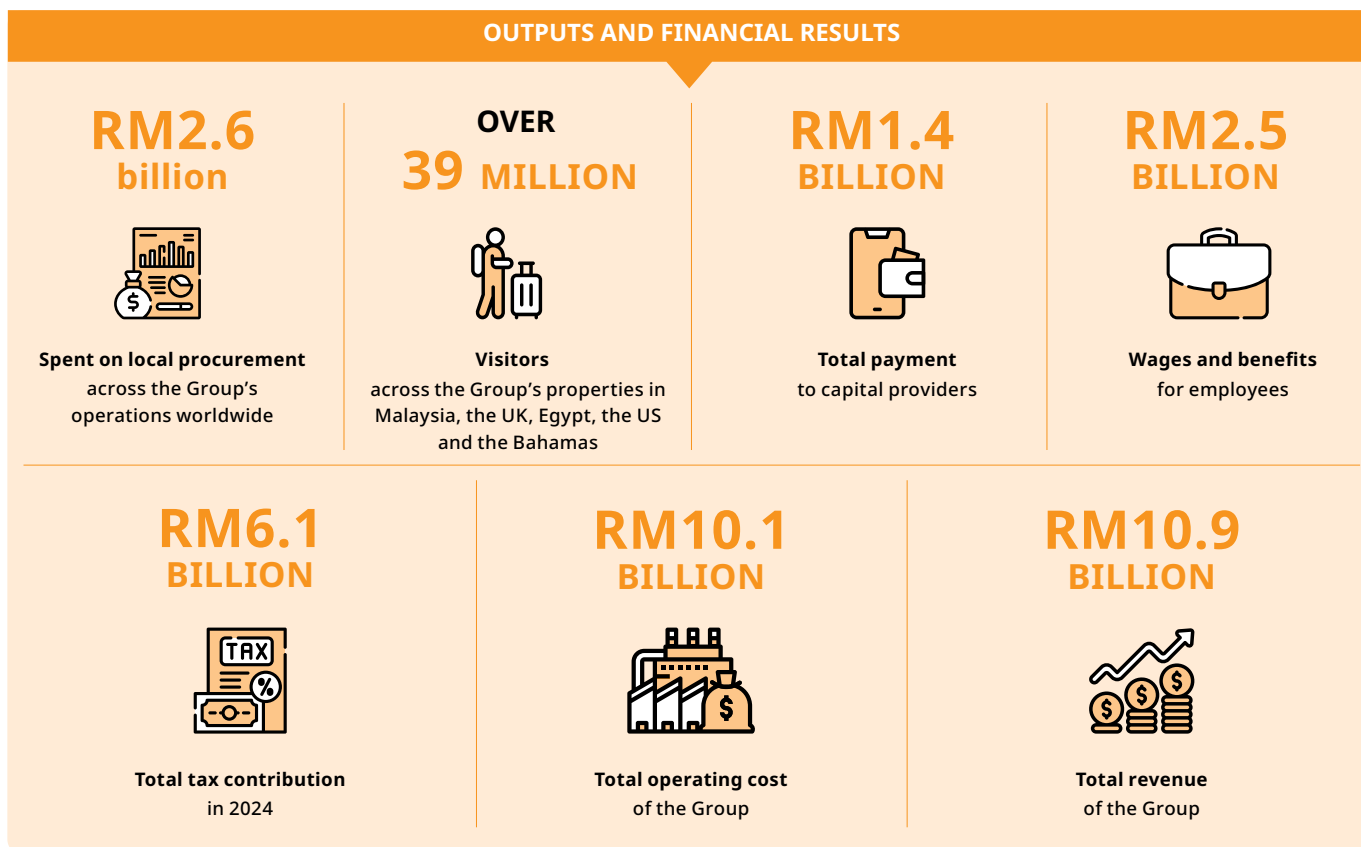 OUTPUTS AND FINANCIAL RESULTS
RM2.6
billion
$
Spent on local procurement
across the Group's
operations worldwide
OVER
39 MILLION
Visitors
across the Group's properties in
Malaysia, the UK, Egypt, the US
and the Bahamas
RM1.4
BILLION
Total payment
to capital providers
RM2.5
BILLION
Wages and benefits
for employees
RM6.1
BILLION
TAX
%
Total tax contribution
in 2024
RM10.1
BILLION
$
Total operating cost
of the Group
RM10.9
BILLION
$ $ $
Total revenue
of the Group